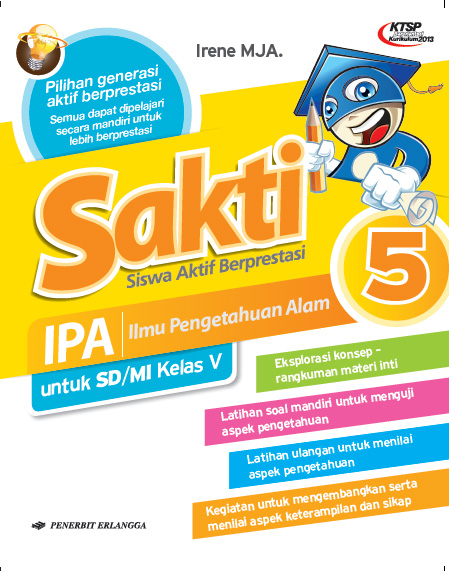 Irene MJA.
KTSP
Kurikulum2013
Pilihan generasi
aktif berprestasi
Semua dapat dipelajari
secara mandiri untuk
lebih berprestasi
Sakti
Siswa Aktif Berprestasi
5
IPA
Ilmu Pengetahuan Alam
untuk SD/MI Kelas V
Eksplorasi konsep –
rangkuman materi inti
Latihan soal mandiri untuk menguji
aspek pengetahuan
Latihan ulangan untuk menilai
aspek pengetahuan
Kegiatan untuk mengembangkan serta
menilai aspek keterampilan dan sikap
PENERBIT ERLANGGA